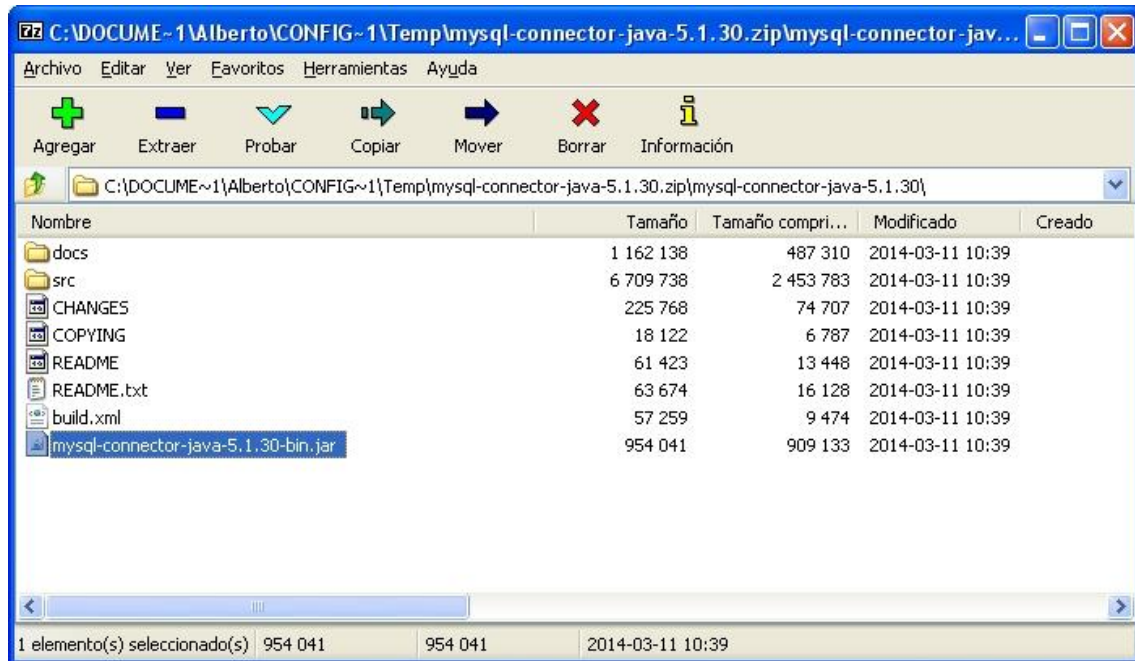 7z C:\DOCUME~1\Alberto\CONFIG~1\Temp\mysql-connector-java-5.1.30.zip\mysql-connector-jav...
Archivo Editar Ver Favoritos Herramientas Ayuda
Agregar Extraer Probar Copiar Mover Borrar Información
C:\DOCUME~1\Alberto\CONFIG~1\Temp\mysql-connector-java-5.1.30.zip\mysql-connector-java-5.1.30\
Nombre Tamaño Tamaño compri... Modificado Creado
docs 1 162 138 487 310 2014-03-11 10:39
src 6 709 738 2 453 783 2014-03-11 10:39
CHANGES 225 768 74 707 2014-03-11 10:39
COPYING 18 122 6 787 2014-03-11 10:39
README 61 423 13 448 2014-03-11 10:39
README.txt 63 674 16 128 2014-03-11 10:39
build.xml 57 259 9 474 2014-03-11 10:39
mysql-connector-java-5.1.30-bin.jar 954 041 909 133 2014-03-11 10:39
1 elemento(s) seleccionado(s) 954 041 954 041 2014-03-11 10:39